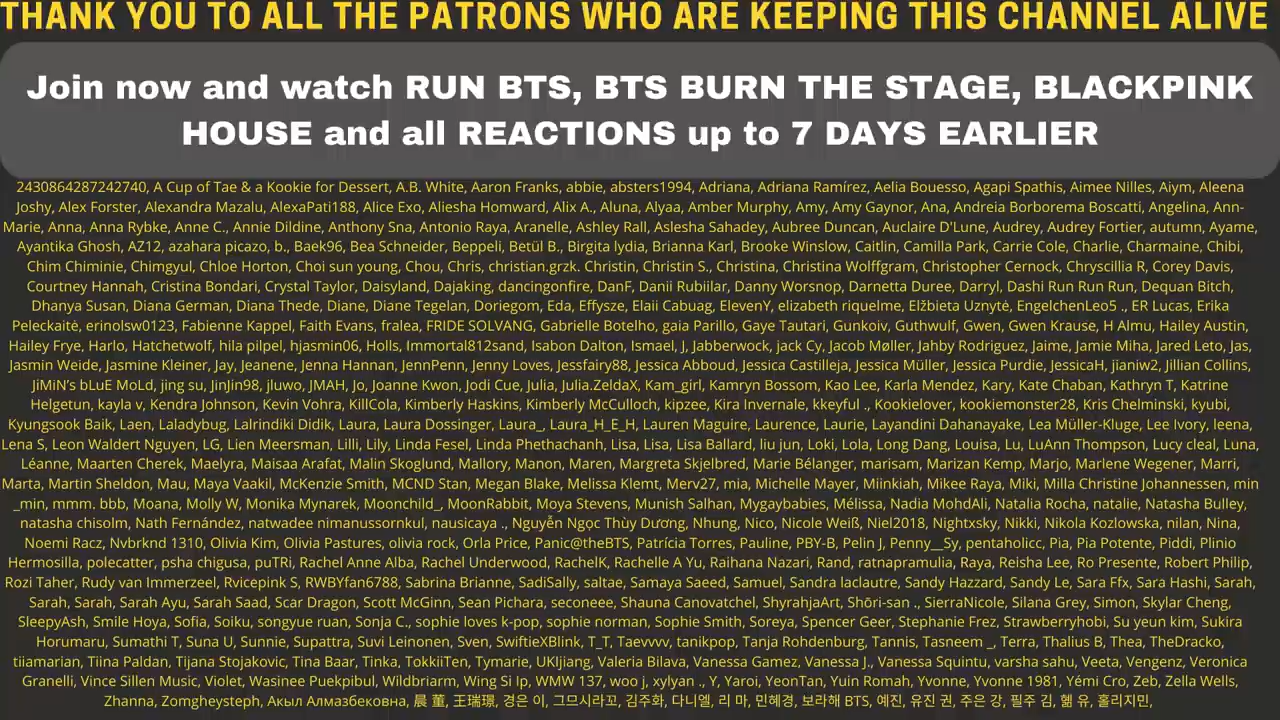 THANK YOU TO ALL THE PATRONS WHO ARE KEEPING THIS CHANNEL ALIVE
Join now and watch RUN BTS, BTS BURN THE STAGE, BLACKPINK
HOUSE and all REACTIONS up to 7 DAYS EARLIER
2430864287242740, A Cup of Tae & a Kookie for Dessert, A.B. White, Aaron Franks, abbie, absters1994, Adriana, Adriana Ramírez, Aelia Bouesso, Agapi Spathis, Aimee Nilles, Aiym, Aleena
Joshy, Alex Forster, Alexandra Mazalu, AlexaPati188, Alice Exo, Aliesha Homward, Alix A., Aluna, Alyaa, Amber Murphy, Amy, Amy Gaynor, Ana, Andreia Borborema Boscatti, Angelina, Ann-
Marie, Anna, Anna Rybke, Anne C., Annie Dildine, Anthony Sna, Antonio Raya, Aranelle, Ashley Rall, Aslesha Sahadey, Aubree Duncan, Auclaire D'Lune, Audrey, Audrey Fortier, autumn, Ayame,
Ayantika Ghosh, AZ12, azahara picazo, b., Baek96, Bea Schneider, Beppeli, Betül B., Birgita lydia, Brianna Karl, Brooke Winslow, Caitlin, Camilla Park, Carrie Cole, Charlie, Charmaine, Chibi,
Chim Chiminie, Chimgyul, Chloe Horton, Choi sun young, Chou, Chris, christian.grzk. Christin, Christin S., Christina, Christina Wolffgram, Christopher Cernock, Chryscillia R, Corey Davis,
Courtney Hannah, Cristina Bondari, Crystal Taylor, Daisyland, Dajaking, dancingonfire, DanF, Danii Rubiilar, Danny Worsnop, Darnetta Duree, Darryl, Dashi Run Run Run, Dequan Bitch,
Dhanya Susan, Diana German, Diana Thede, Diane, Diane Tegelan, Doriegom, Eda, Effysze, Elaii Cabuag, ElevenY, elizabeth riquelme, Elžbieta Uznytė, EngelchenLeo5 ., ER Lucas, Erika
Peleckaitė, erinolsw0123, Fabienne Kappel, Faith Evans, fralea, FRIDE SOLVANG, Gabrielle Botelho, gaia Parillo, Gaye Tautari, Gunkoiv, Guthwulf, Gwen, Gwen Krause, H Almu, Hailey Austin,
Hailey Frye, Harlo, Hatchetwolf, hila pilpel, hjasmin06, Holls, Immortal812sand, Isabon Dalton, Ismael, J, Jabberwock, jack Cy, Jacob Møller, Jahby Rodriguez, Jaime, Jamie Miha, Jared Leto, Jas,
Jasmin Weide, Jasmine Kleiner, Jay, Jeanene, Jenna Hannan, JennPenn, Jenny Loves, Jessfairy88, Jessica Abboud, Jessica Castilleja, Jessica Müller, Jessica Purdie, JessicaH, jianiw2, Jillian Collins,
JiMiN's bLuE MoLd, jing su, JinJin98, jluwo, JMAH, Jo, Joanne Kwon, Jodi Cue, Julia, Julia.ZeldaX, Kam_girl, Kamryn Bossom, Kao Lee, Karla Mendez, Kary, Kate Chaban, Kathryn T, Katrine
Helgetun, kayla v, Kendra Johnson, Kevin Vohra, KillCola, Kimberly Haskins, Kimberly McCulloch, kipzee, Kira Invernale, kkeyful ., Kookielover, kookiemonster28, Kris Chelminski, kyubi,
Kyungsook Baik, Laen, Laladybug, Lalrindiki Didik, Laura, Laura Dossinger, Laura_, Laura_H_E_H, Lauren Maguire, Laurence, Laurie, Layandini Dahanayake, Lea Müller-Kluge, Lee Ivory, leena,
Lena S, Leon Waldert Nguyen, LG, Lien Meersman, Lilli, Lily, Linda Fesel, Linda Phethachanh, Lisa, Lisa, Lisa Ballard, liu jun, Loki, Lola, Long Dang, Louisa, Lu, LuAnn Thompson, Lucy cleal, Luna,
Léanne, Maarten Cherek, Maelyra, Maisaa Arafat, Malin Skoglund, Mallory, Manon, Maren, Margreta Skjelbred, Marie Bélanger, marisam, Marizan Kemp, Marjo, Marlene Wegener, Marri,
Marta, Martin Sheldon, Mau, Maya Vaakil, McKenzie Smith, MCND Stan, Megan Blake, Melissa Klemt, Merv27, mia, Michelle Mayer, Miinkiah, Mikee Raya, Miki, Milla Christine Johannessen, min
_min, mmm. bbb, Moana, Molly W, Monika Mynarek, Moonchild_, MoonRabbit, Moya Stevens, Munish Salhan, Mygaybabies, Mélissa, Nadia MohdAli, Natalia Rocha, natalie, Natasha Bulley,
natasha chisolm, Nath Fernández, natwadee nimanussornkul, nausicaya ., Nguyễn Ngọc Thùy Dương, Nhung, Nico, Nicole Weiß, Niel2018, Nightxsky, Nikki, Nikola Kozlowska, nilan, Nina,
Noemi Racz, Nvbrknd 1310, Olivia Kim, Olivia Pastures, olivia rock, Orla Price, Panic@theBTS, Patrícia Torres, Pauline, PBY-B, Pelin J, Penny__Sy, pentaholicc, Pia, Pia Potente, Piddi, Plinio
Hermosilla, polecatter, psha chigusa, puTRi, Rachel Anne Alba, Rachel Underwood, RachelK, Rachelle A Yu, Raihana Nazari, Rand, ratnapramulia, Raya, Reisha Lee, Ro Presente, Robert Philip,
Rozi Taher, Rudy van Immerzeel, Rvicepink S, RWBYfan6788, Sabrina Brianne, SadiSally, saltae, Samaya Saeed, Samuel, Sandra laclautre, Sandy Hazzard, Sandy Le, Sara Ffx, Sara Hashi, Sarah,
Sarah, Sarah, Sarah Ayu, Sarah Saad, Scar Dragon, Scott McGinn, Sean Pichara, seconeee, Shauna Canovatchel, ShyrahjaArt, Shōri-san ., SierraNicole, Silana Grey, Simon, Skylar Cheng,
SleepyAsh, Smile Hoya, Sofia, Soiku, songyue ruan, Sonja C., sophie loves k-pop, sophie norman, Sophie Smith, Soreya, Spencer Geer, Stephanie Frez, Strawberryhobi, Su yeun kim, Sukira
Horumaru, Sumathi T, Suna U, Sunnie, Supattra, Suvi Leinonen, Sven, SwiftieXBlink, T_T, Taevvvv, tanikpop, Tanja Rohdenburg, Tannis, Tasneem _, Terra, Thalius B, Thea, TheDracko,
tiiamarian, Tiina Paldan, Tijana Stojakovic, Tina Baar, Tinka, TokkiiTen, Tymarie, UKIjiang, Valeria Bilava, Vanessa Gamez, Vanessa J., Vanessa Squintu, varsha sahu, Veeta, Vengenz, Veronica
Granelli, Vince Sillen Music, Violet, Wasinee Puekpibul, Wildbriarm, Wing Si Ip, WMW 137, woo j, xylyan ., Y, Yaroi, YeonTan, Yuin Romah, Yvonne, Yvonne 1981, Yémi Cro, Zeb, Zella Wells,
Zhanna, Zomgheysteph, Акыл Алмазбековна, 晨 董, 王瑞璟, 경은 이, 그므시라꼬, 김주화, 다니엘, 리 마, 민혜경, 보라해 BTS, 예진, 유진 권, 주은 강, 필주 김, 헮 유, 홀리지민,